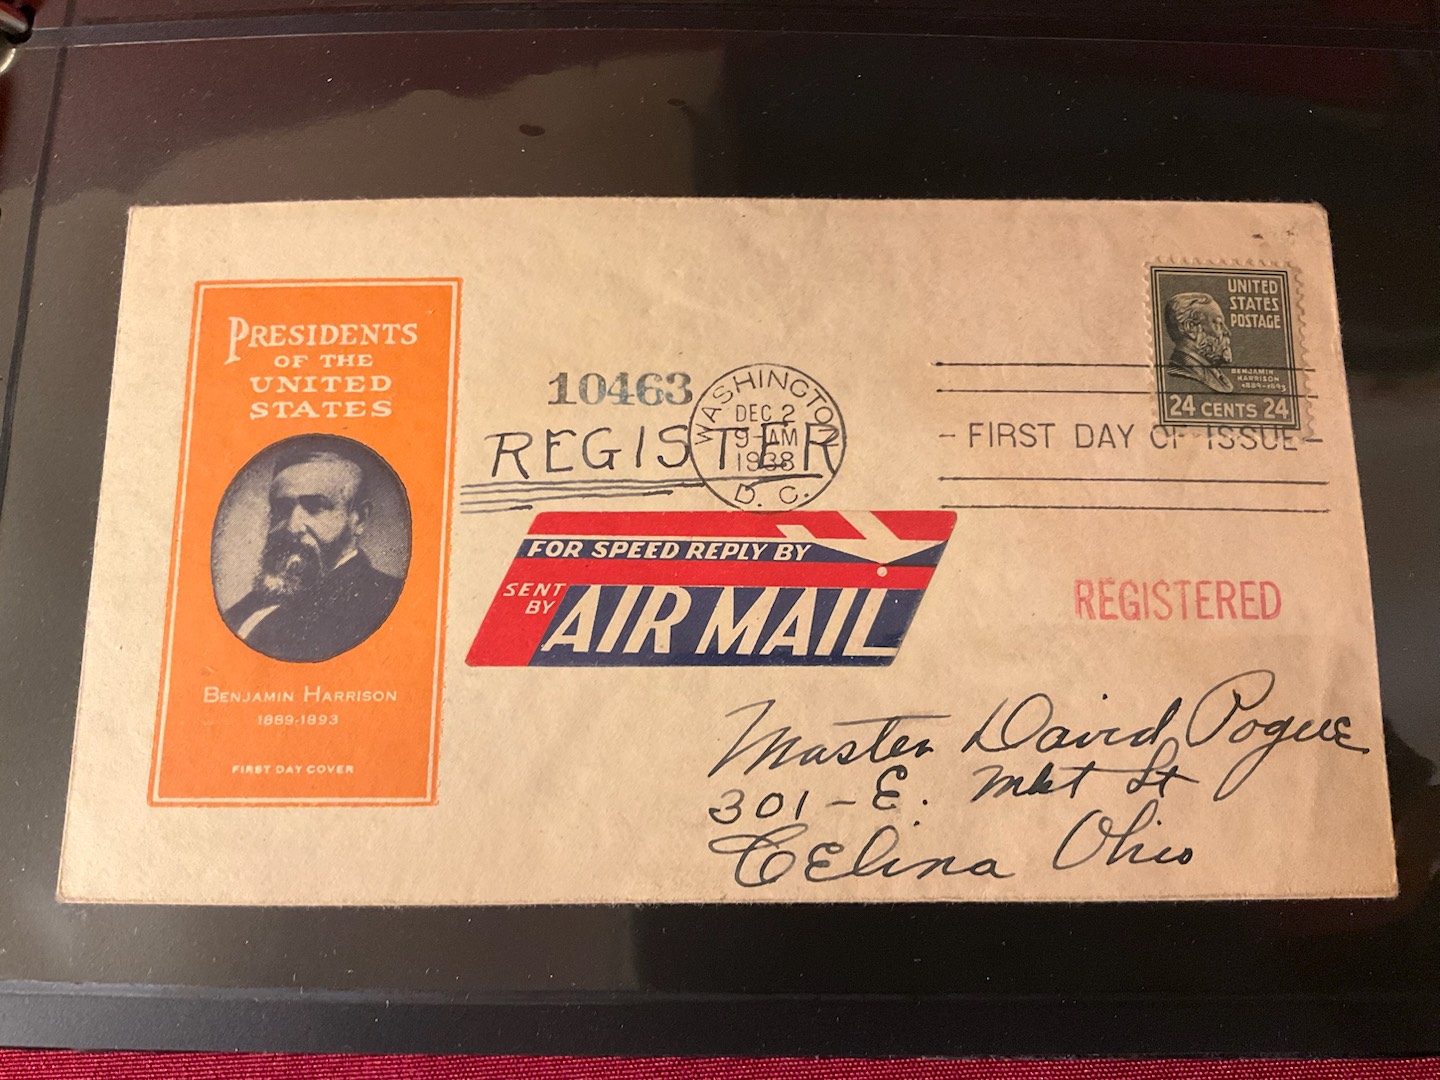 PRESIDENTS
OF THE
UNITED
STATES
BENJAMIN HARRISON
1889-1893
FIRST DAY COVER
10463
REGISTER
WASHINGTON
DEC 2
9-AM
1938
D. C.
UNITED
STATES
POSTAGE
BENJAMIN
HARRISON
1889-1893
24 CENTS 24
- FIRST DAY OF ISSUE -
FOR SPEED REPLY BY
SENT
BY
AIR MAIL
REGISTERED
Master David Pogue
301-E. Mkt St
Celina Ohio